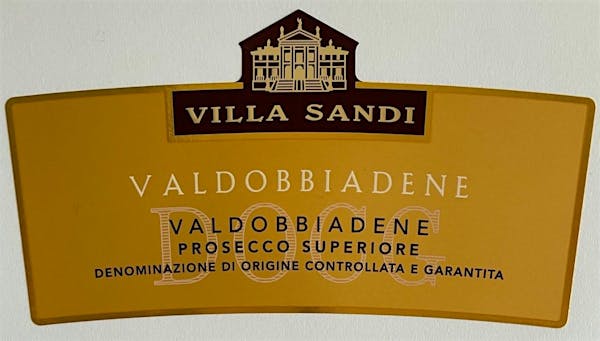 VILLA SANDI
VALDOBBIADENE
DOCG
VALDOBBIADENE
PROSECCO SUPERIORE
DENOMINAZIONE DI ORIGINE CONTROLLATA E GARANTITA